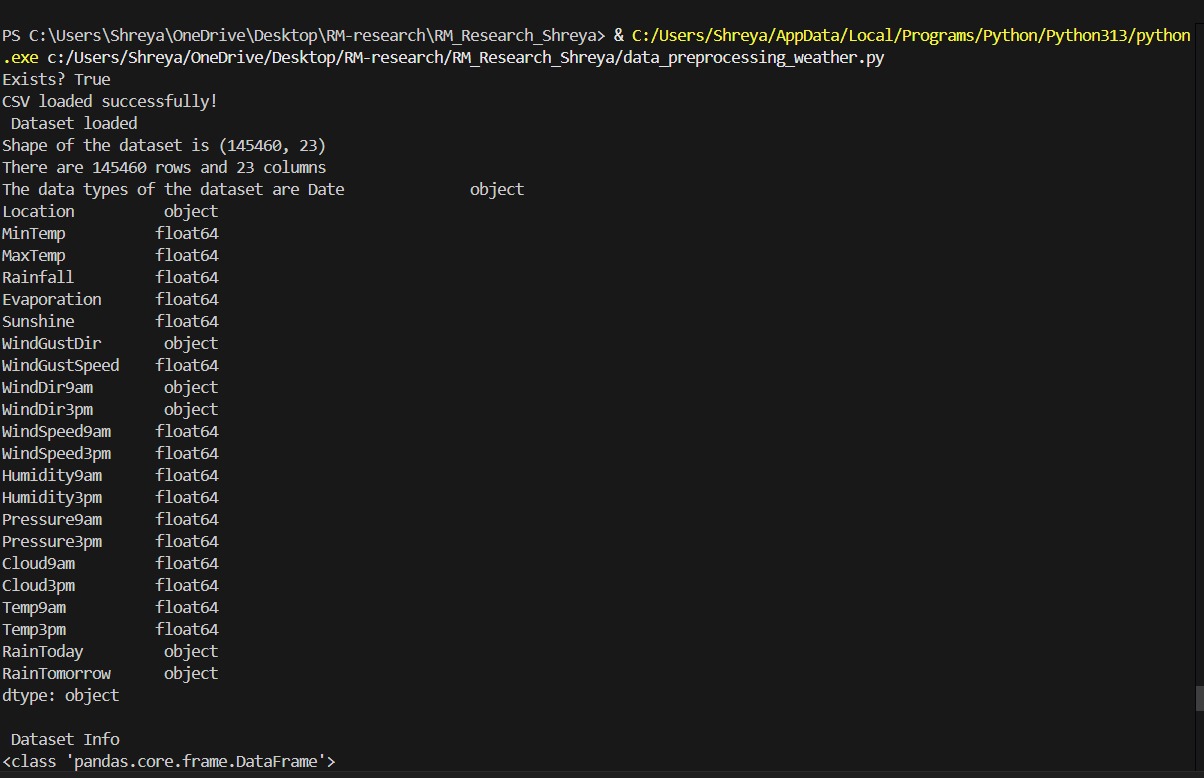 PS C:\Users\Shreya\OneDrive\Desktop\RM-research\RM_Research_Shreya> & C:/Users/Shreya/AppData/Local/Programs/Python/Python313/python
.exe c:/Users/Shreya/OneDrive/Desktop/RM-research/RM_Research_Shreya/data_preprocessing_weather.py
Exists? True
CSV loaded successfully!
 Dataset loaded
Shape of the dataset is (145460, 23)
There are 145460 rows and 23 columns
The data types of the dataset are Date              object
Location          object
MinTemp          float64
MaxTemp          float64
Rainfall         float64
Evaporation      float64
Sunshine         float64
WindGustDir       object
WindGustSpeed    float64
WindDir9am        object
WindDir3pm        object
WindSpeed9am     float64
WindSpeed3pm     float64
Humidity9am      float64
Humidity3pm      float64
Pressure9am      float64
Pressure3pm      float64
Cloud9am         float64
Cloud3pm         float64
Temp9am          float64
Temp3pm          float64
RainToday         object
RainTomorrow      object
dtype: object
 Dataset Info
<class 'pandas.core.frame.DataFrame'>